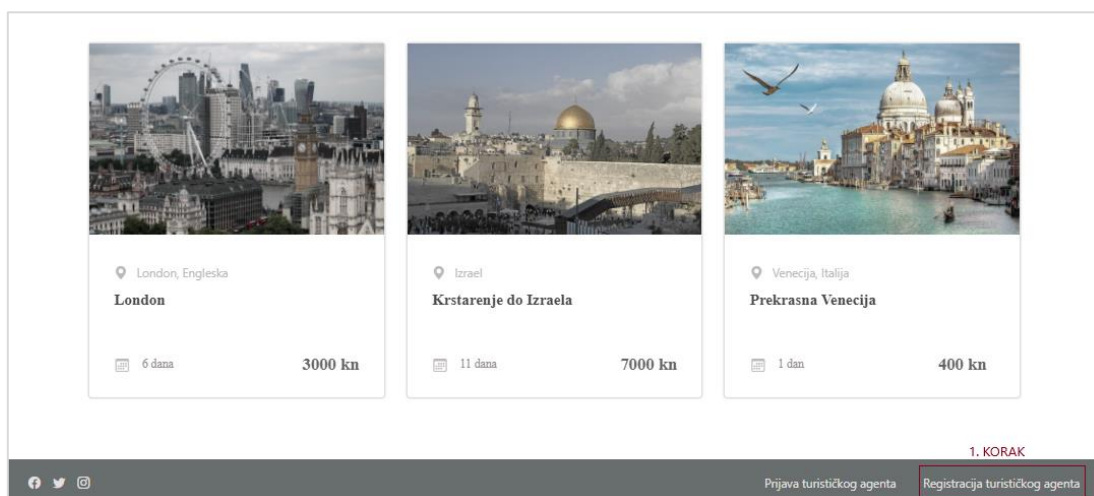 London, Engleska
London
6 dana
3000 kn
Izrael
Krstarenje do Izraela
11 dana
7000 kn
Venecija, Italija
Prekrasna Venecija
1 dan
400 kn
1. KORAK
Prijava turističkog agenta
Registracija turističkog agenta